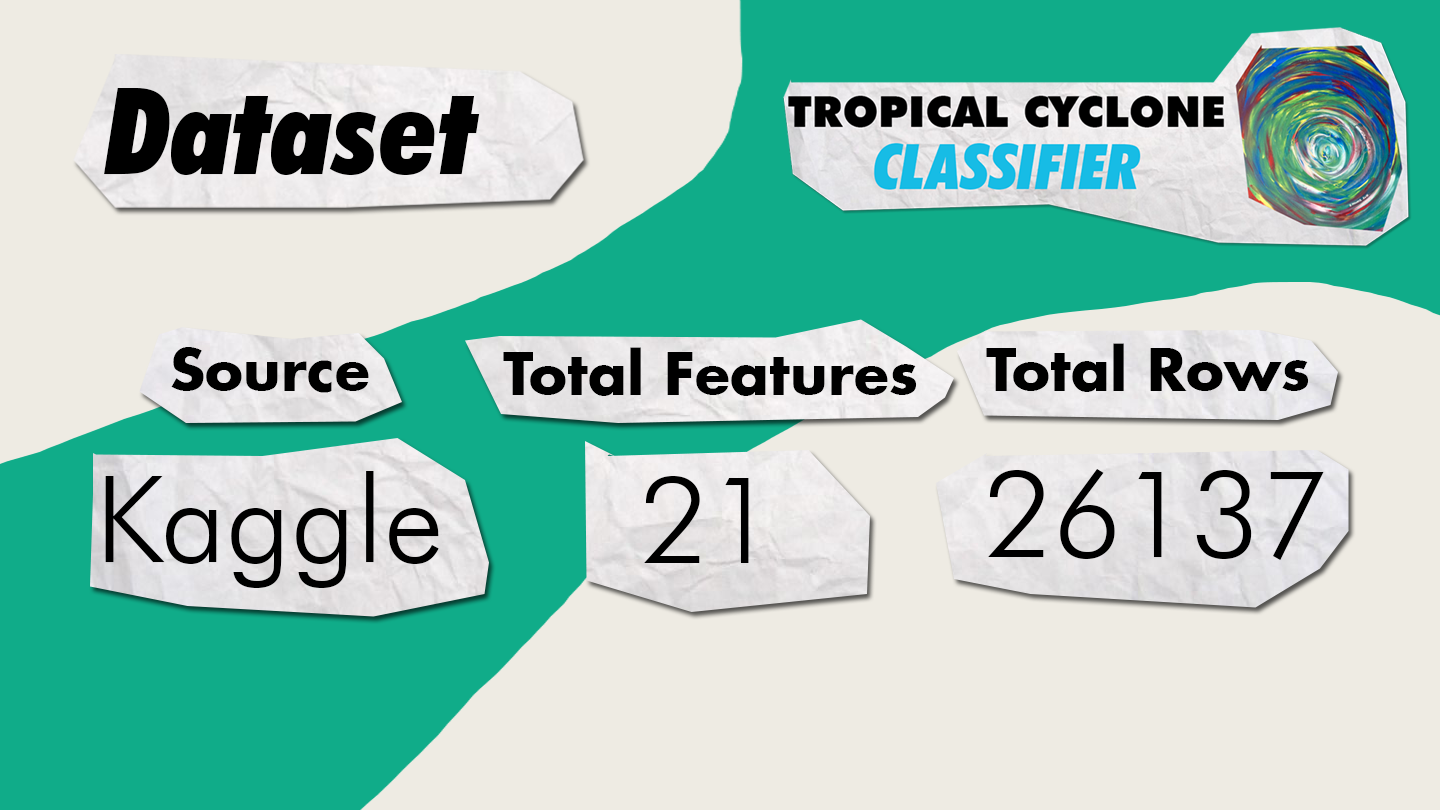 Dataset
TROPICAL CYCLONE
CLASSIFIER
Source
Total Features
Total Rows
Kaggle
21
26137